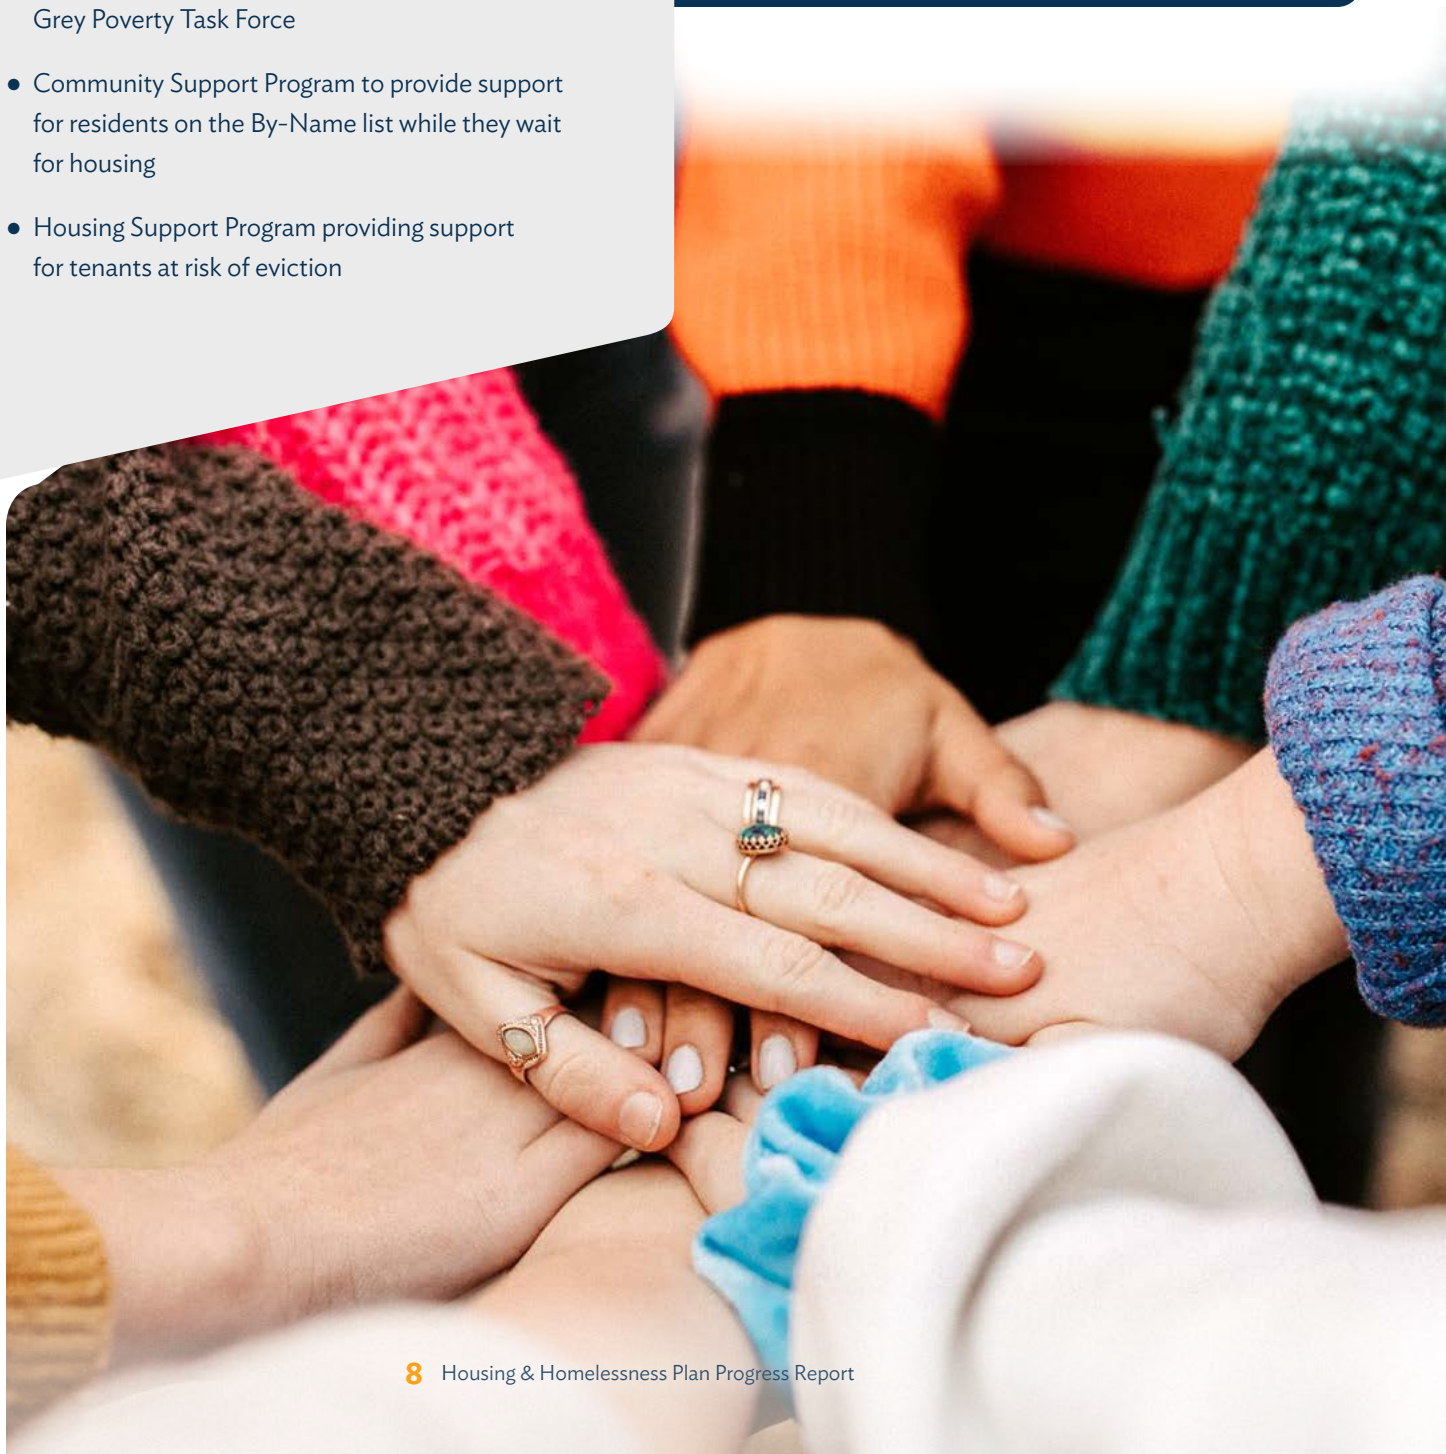 Grey Poverty Task Force
● Community Support Program to provide support
for residents on the By-Name list while they wait
for housing
● Housing Support Program providing support
for tenants at risk of eviction
8 Housing & Homelessness Plan Progress Report